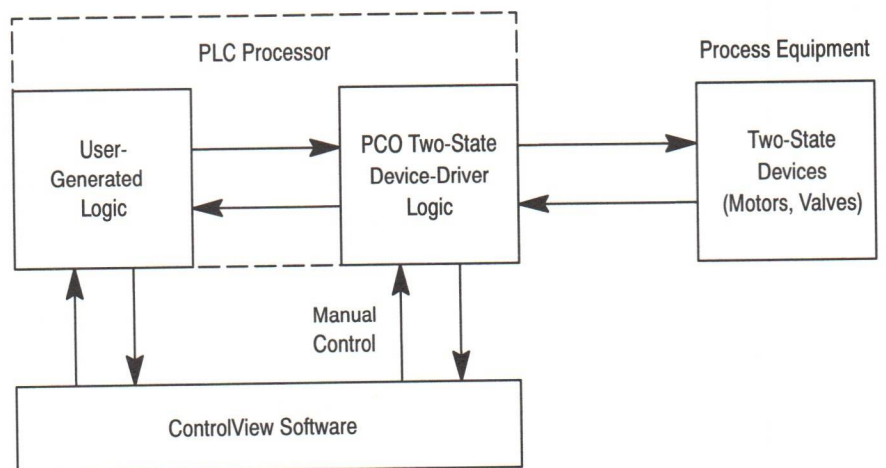 PLC Processor
Process Equipment
User-
Generated
Logic
PCO Two-State
Device-Driver
Logic
Two-State
Devices
(Motors, Valves)
Manual
Control
ControlView Software